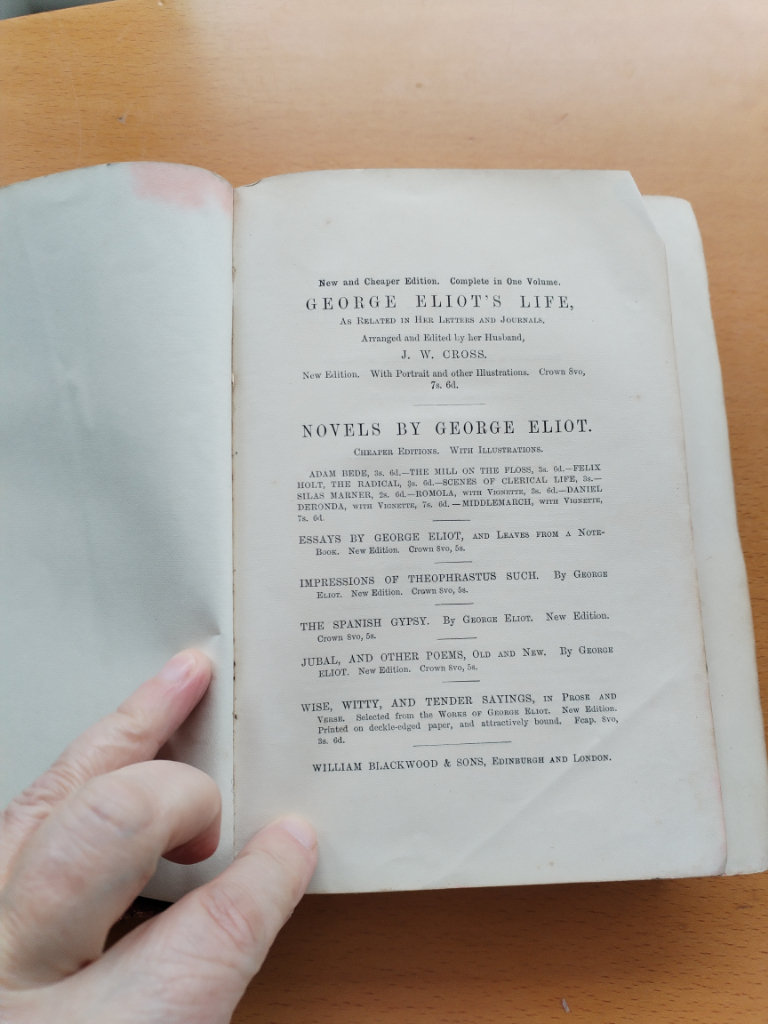 New and Cheaper Edition. Complete in One Volume.
GEORGE ELIOT'S LIFE,
As Related in Her Letters and Journals,
Arranged and Edited by her Husband,
J. W. CROSS.
New Edition. With Portrait and other Illustrations. Crown 8vo,
7s. 6d.
NOVELS BY GEORGE ELIOT.
Cheaper Editions. With Illustrations.
ADAM BEDE, 3s. 6d.—THE MILL ON THE FLOSS, 3s. 6d.—FELIX
HOLT, THE RADICAL, 3s. 6d.—SCENES OF CLERICAL LIFE, 3s.—
SILAS MARNER, 2s. 6d.—ROMOLA, with Vignette, 3s. 6d.—DANIEL
DERONDA, with Vignette, 7s. 6d.—MIDDLEMARCH, with Vignette,
7s. 6d.
ESSAYS BY GEORGE ELIOT, and Leaves from a Note-
Book. New Edition. Crown 8vo, 5s.
IMPRESSIONS OF THEOPHRASTUS SUCH. By George
Eliot. New Edition. Crown 8vo, 5s.
THE SPANISH GYPSY. By George Eliot. New Edition.
Crown 8vo, 5s.
JUBAL, AND OTHER POEMS, Old and New. By George
ELIOT. New Edition. Crown 8vo, 5s.
WISE, WITTY, AND TENDER SAYINGS, in Prose and
Verse. Selected from the Works of George Eliot. New Edition.
Printed on deckle-edged paper, and attractively bound. Fcap. 8vo,
3s. 6d.
WILLIAM BLACKWOOD & SONS, Edinburgh and London.